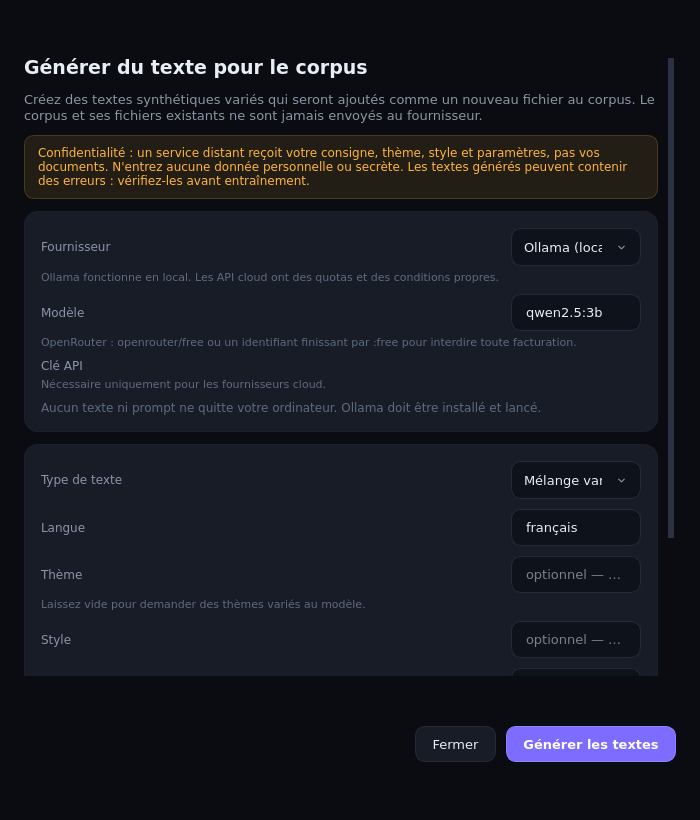 Générer du texte pour le corpus
Créez des textes synthétiques variés qui seront ajoutés comme un nouveau fichier au corpus. Le
corpus et ses fichiers existants ne sont jamais envoyés au fournisseur.
Confidentialité : un service distant reçoit votre consigne, thème, style et paramètres, pas vos
documents. N'entrez aucune donnée personnelle ou secrète. Les textes générés peuvent contenir
des erreurs : vérifiez-les avant entraînement.
Fournisseur
Ollama (loca
Ollama fonctionne en local. Les API cloud ont des quotas et des conditions propres.
Modèle
qwen2.5:3b
OpenRouter : openrouter/free ou un identifiant finissant par :free pour interdire toute facturation.
Clé API
Nécessaire uniquement pour les fournisseurs cloud.
Aucun texte ni prompt ne quitte votre ordinateur. Ollama doit être installé et lancé.
Type de texte
Mélange var
Langue
français
Thème
optionnel — ...
Laissez vide pour demander des thèmes variés au modèle.
Style
optionnel — ...
Fermer
Générer les textes